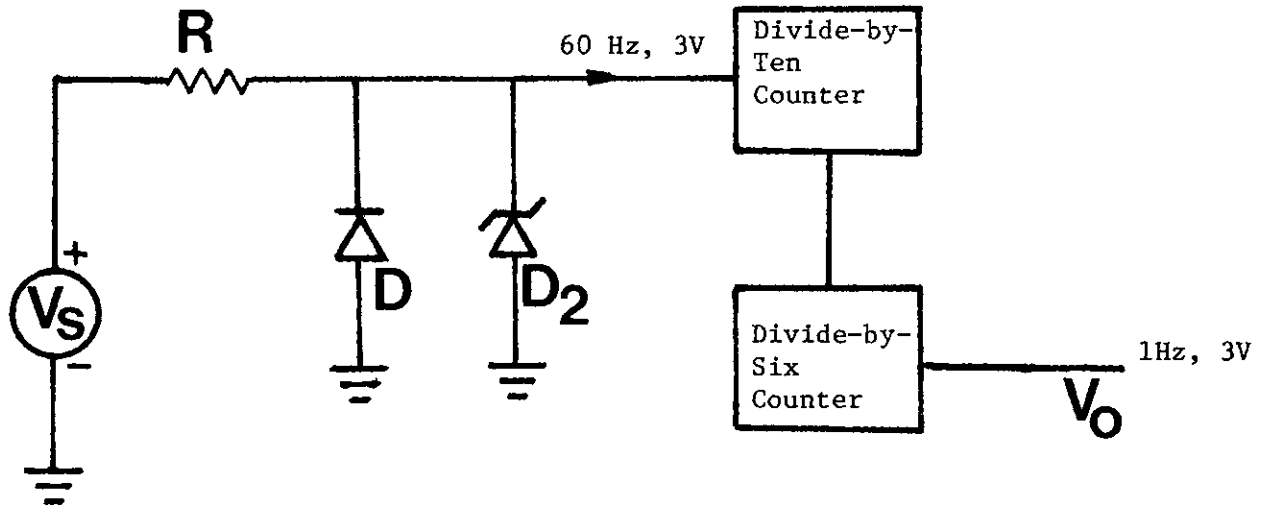 R
60 Hz, 3V
Divide-by-
Ten
Counter
+
VS
-
D
D2
Divide-by-
Six
Counter
1Hz, 3V
VO